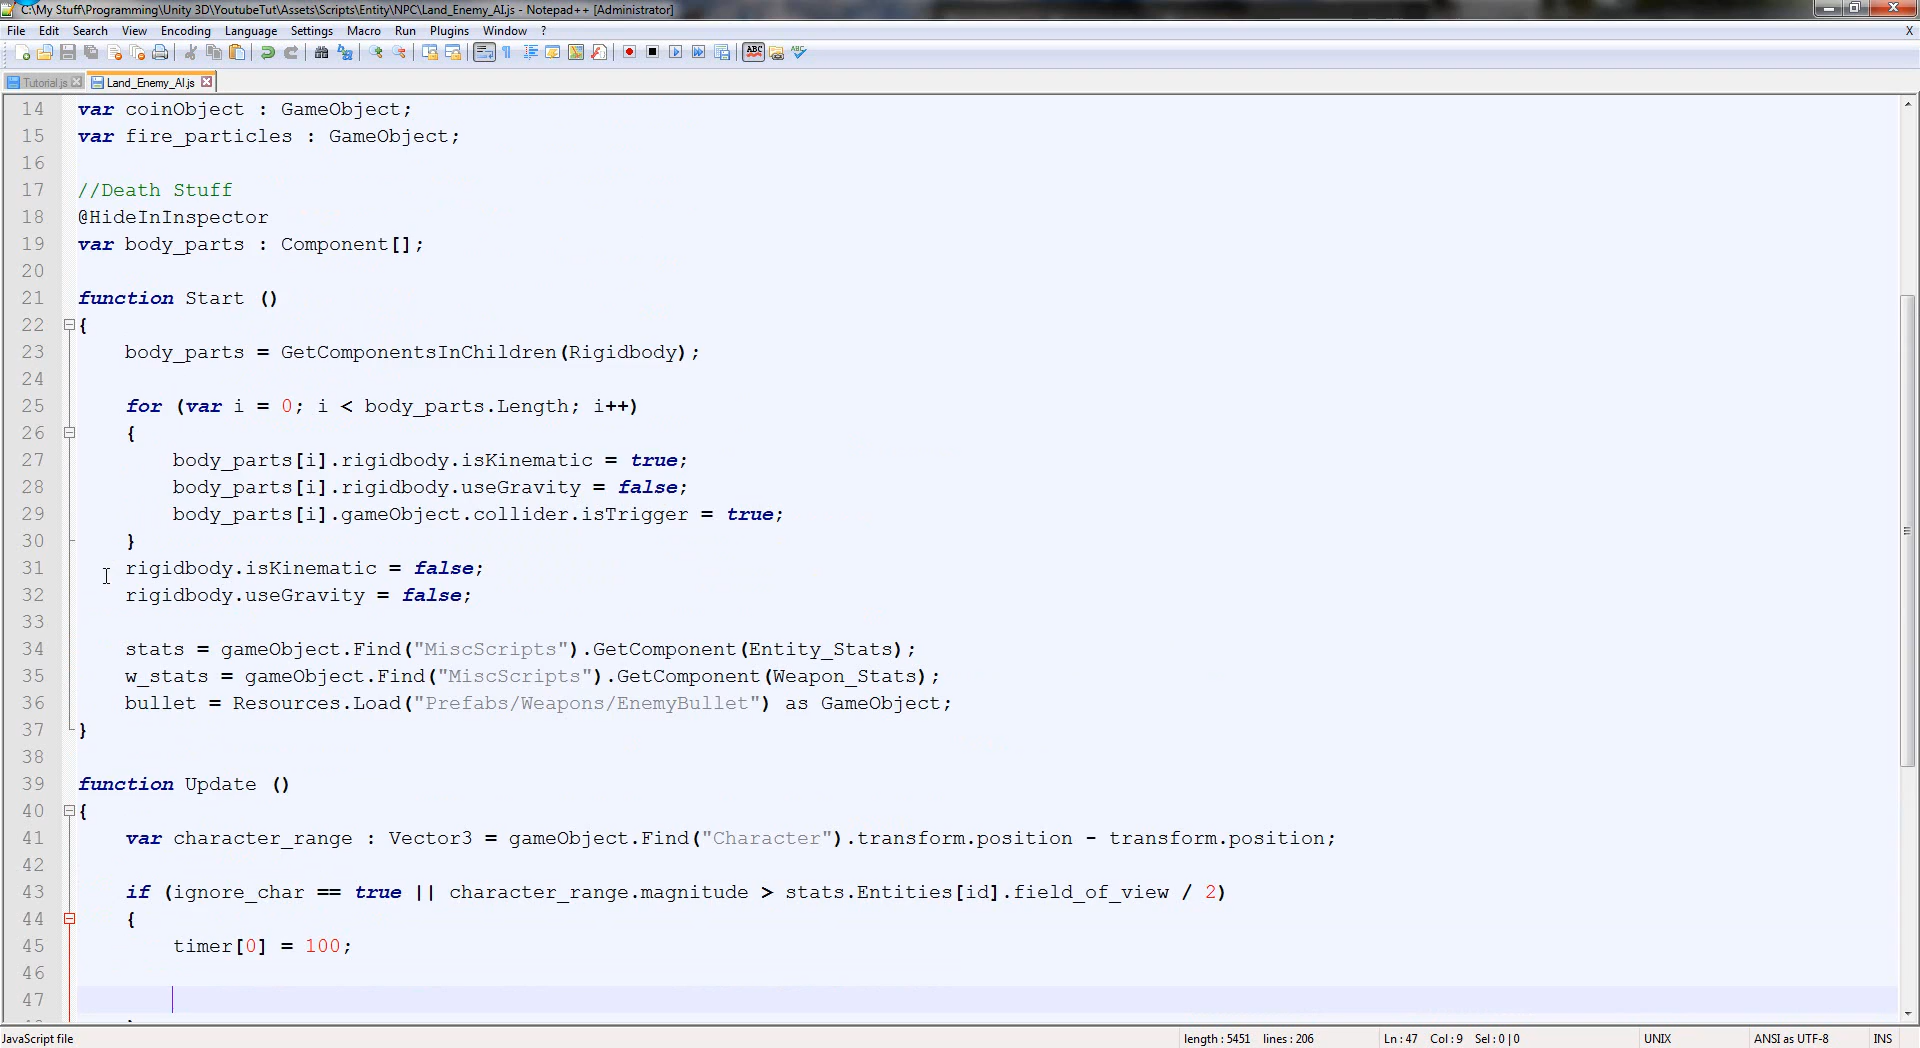 C:\My Stuff\Programming\Unity 3D\YoutubeTut\Assets\Scripts\Entity\NPC\Land_Enemy_AI.js - Notepad++ [Administrator]
File Edit Search View Encoding Language Settings Macro Run Plugins Window ? X
Tutorial.js Land_Enemy_AI.js
14 var coinObject : GameObject;
15 var fire_particles : GameObject;
16
17 //Death Stuff
18 @HideInInspector
19 var body_parts : Component[];
20
21 function Start ()
22 {
23 body_parts = GetComponentsInChildren(Rigidbody);
24
25 for (var i = 0; i < body_parts.Length; i++)
26 {
27 body_parts[i].rigidbody.isKinematic = true;
28 body_parts[i].rigidbody.useGravity = false;
29 body_parts[i].gameObject.collider.isTrigger = true;
30 }
31 rigidbody.isKinematic = false;
32 rigidbody.useGravity = false;
33
34 stats = gameObject.Find("MiscScripts").GetComponent(Entity_Stats);
35 w_stats = gameObject.Find("MiscScripts").GetComponent(Weapon_Stats);
36 bullet = Resources.Load("Prefabs/Weapons/EnemyBullet") as GameObject;
37 }
38
39 function Update ()
40 {
41 var character_range : Vector3 = gameObject.Find("Character").transform.position - transform.position;
42
43 if (ignore_char == true || character_range.magnitude > stats.Entities[id].field_of_view / 2)
44 {
45 timer[0] = 100;
46
47
JavaScript file length : 5451 lines : 206 Ln : 47 Col : 9 Sel : 0 | 0 UNIX ANSI as UTF-8 INS